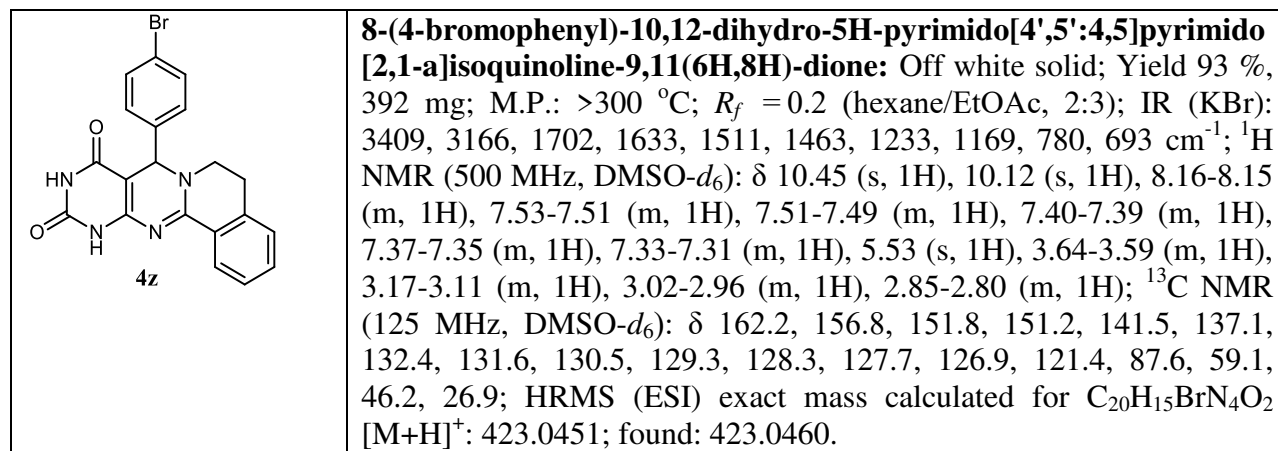 Br
O
N
HN
O
N
H
N
4z
8-(4-bromophenyl)-10,12-dihydro-5H-pyrimido[4',5':4,5]pyrimido
[2,1-a]isoquinoline-9,11(6H,8H)-dione: Off white solid; Yield 93 %,
392 mg; M.P.: >300 °C; Rf = 0.2 (hexane/EtOAc, 2:3); IR (KBr):
3409, 3166, 1702, 1633, 1511, 1463, 1233, 1169, 780, 693 cm⁻¹; ¹H
NMR (500 MHz, DMSO-d₆): δ 10.45 (s, 1H), 10.12 (s, 1H), 8.16-8.15
(m, 1H), 7.53-7.51 (m, 1H), 7.51-7.49 (m, 1H), 7.40-7.39 (m, 1H),
7.37-7.35 (m, 1H), 7.33-7.31 (m, 1H), 5.53 (s, 1H), 3.64-3.59 (m, 1H),
3.17-3.11 (m, 1H), 3.02-2.96 (m, 1H), 2.85-2.80 (m, 1H); ¹³C NMR
(125 MHz, DMSO-d₆): δ 162.2, 156.8, 151.8, 151.2, 141.5, 137.1,
132.4, 131.6, 130.5, 129.3, 128.3, 127.7, 126.9, 121.4, 87.6, 59.1,
46.2, 26.9; HRMS (ESI) exact mass calculated for C₂₀H₁₅BrN₄O₂
[M+H]⁺: 423.0451; found: 423.0460.